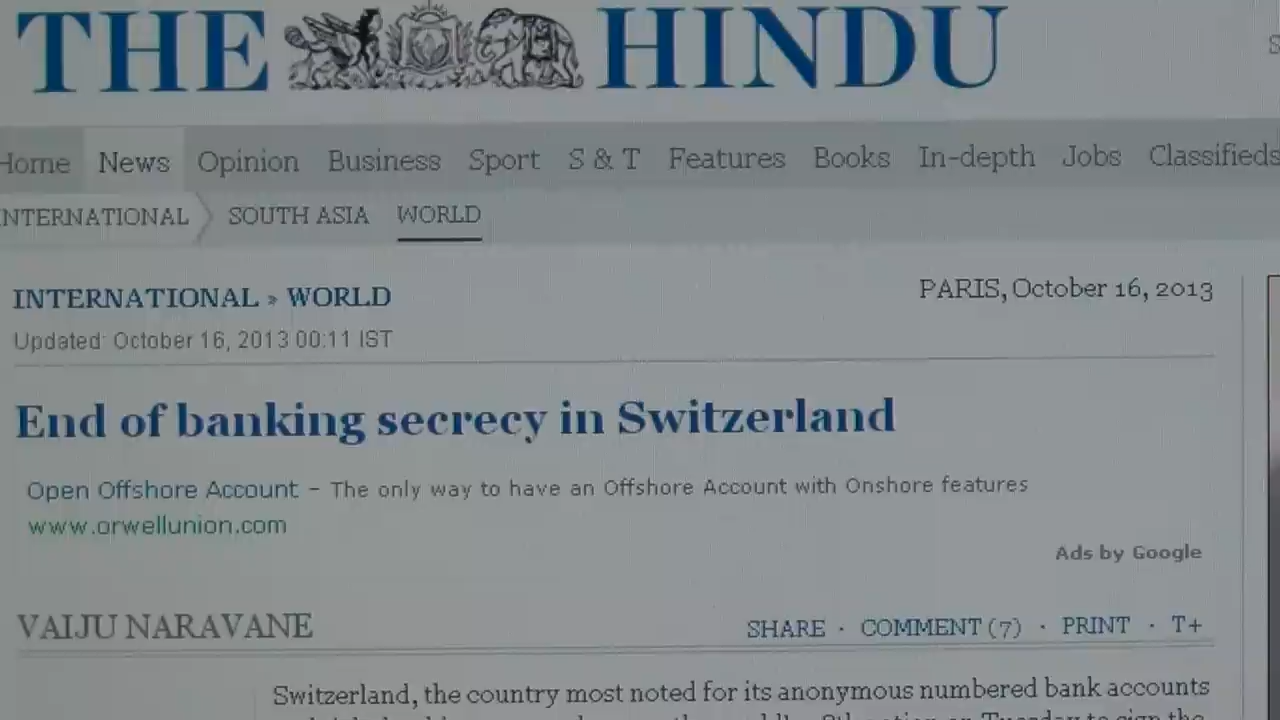 THE HINDU
Home News Opinion Business Sport S & T Features Books In-depth Jobs Classifieds
INTERNATIONAL SOUTH ASIA WORLD
INTERNATIONAL » WORLD
PARIS, October 16, 2013
Updated: October 16, 2013 00:11 IST
End of banking secrecy in Switzerland
Open Offshore Account – The only way to have an Offshore Account with Onshore features
www.orwellunion.com
Ads by Google
VAIJU NARAVANE
SHARE · COMMENT (7) · PRINT · T+
Switzerland, the country most noted for its anonymous numbered bank accounts